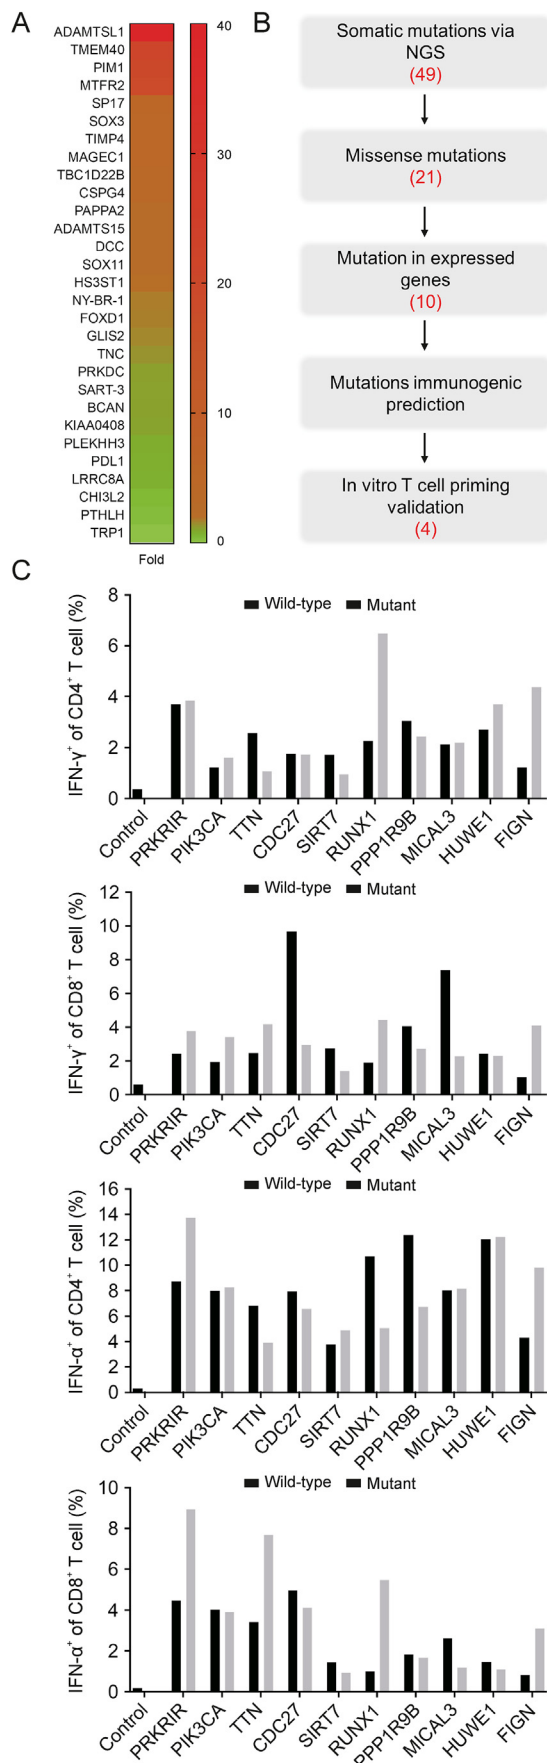 A
ADAMTSL1
TMEM40
PIM1
MTFR2
SP17
SOX3
TIMP4
MAGEC1
TBC1D22B
CSPG4
PAPPA2
ADAMTS15
DCC
SOX11
HS3ST1
NY-BR-1
FOXD1
GLIS2
TNC
PRKDC
SART-3
BCAN
KIAA0408
PLEKHH3
PDL1
LRRC8A
CHI3L2
PTHLH
TRP1
Fold
40
30
20
10
0
B
Somatic mutations via
NGS
(49)
Missense mutations
(21)
Mutation in expressed
genes
(10)
Mutations immunogenic
prediction
In vitro T cell priming
validation
(4)
C
IFN-γ⁺ of CD4⁺ T cell (%)
8
6
4
2
0
Wild-type Mutant
Control PRKRIR PIK3CA TTN CDC27 SIRT7 RUNX1 PPP1R9B MICAL3 HUWE1 FIGN
IFN-γ⁺ of CD8⁺ T cell (%)
12
10
8
6
4
2
0
Wild-type Mutant
Control PRKRIR PIK3CA TTN CDC27 SIRT7 RUNX1 PPP1R9B MICAL3 HUWE1 FIGN
IFN-α⁺ of CD4⁺ T cell (%)
16
14
12
10
8
6
4
2
0
Wild-type Mutant
Control PRKRIR PIK3CA TTN CDC27 SIRT7 RUNX1 PPP1R9B MICAL3 HUWE1 FIGN
IFN-α⁺ of CD8⁺ T cell (%)
10
8
6
4
2
0
Wild-type Mutant
Control PRKRIR PIK3CA TTN CDC27 SIRT7 RUNX1 PPP1R9B MICAL3 HUWE1 FIGN